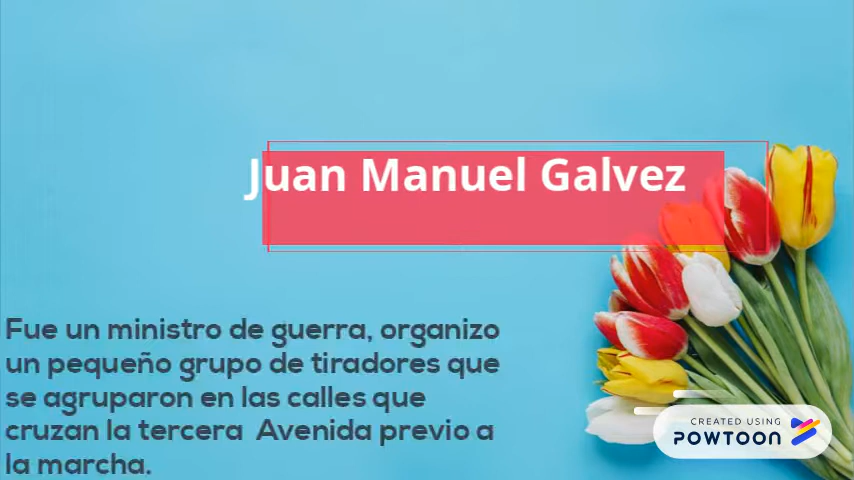 Juan Manuel Galvez
Fue un ministro de guerra, organizo
un pequeño grupo de tiradores que
se agruparon en las calles que
cruzan la tercera Avenida previo a
la marcha.
CREATED USING
POWTOON